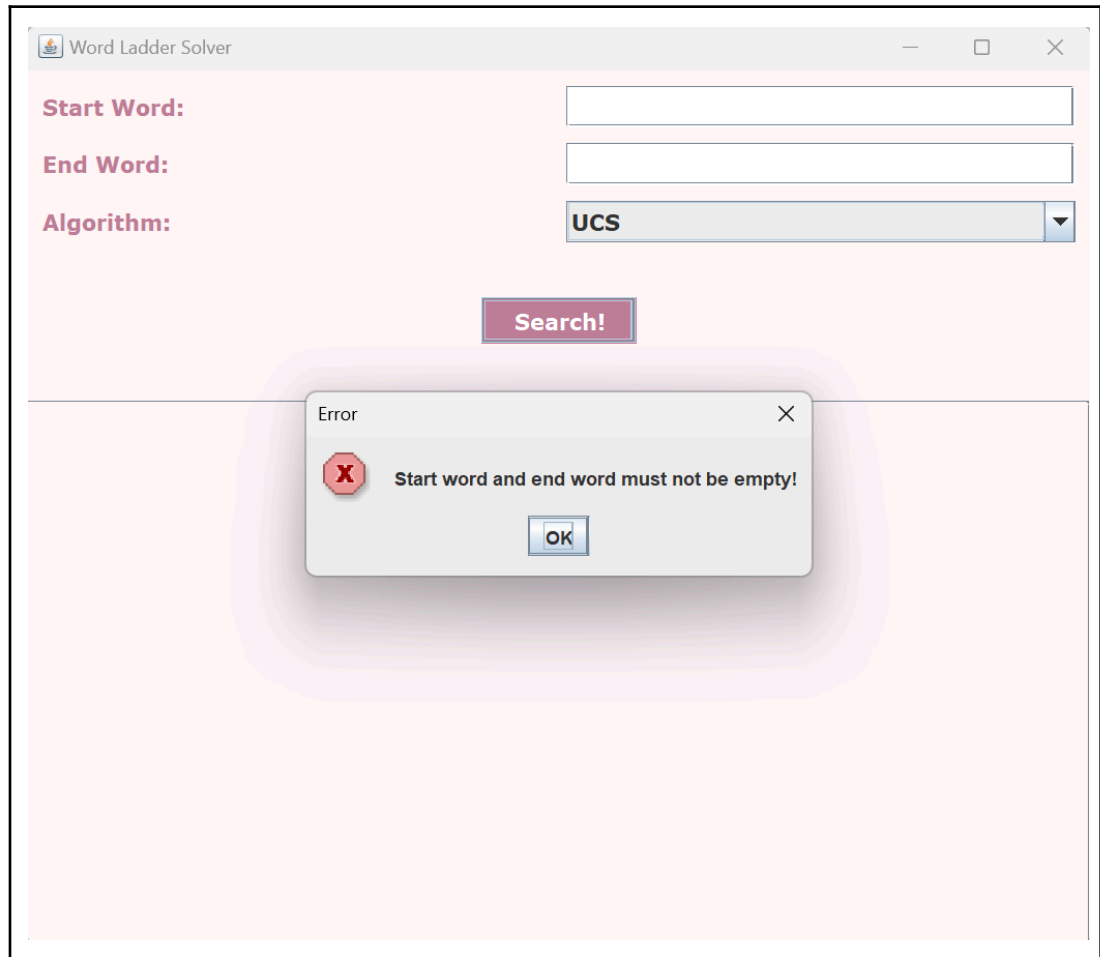 Word Ladder Solver
Start Word:
End Word:
Algorithm:
UCS
Search!
Error
Start word and end word must not be empty!
OK